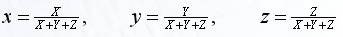 x = X/(X+Y+Z), y = Y/(X+Y+Z), z = Z/(X+Y+Z)